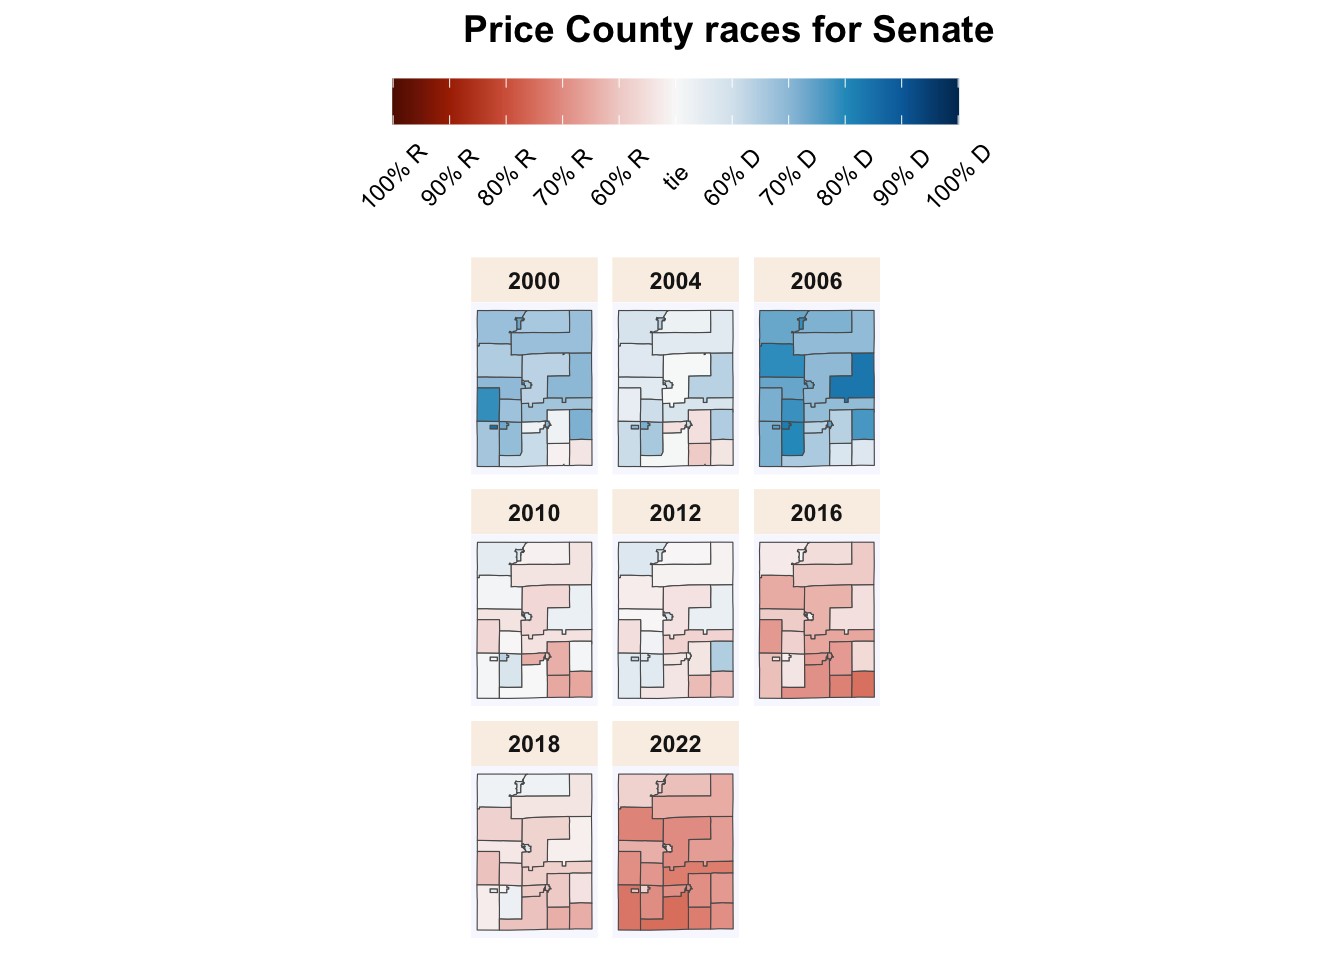 Price County races for Senate
100% R
90% R
80% R
70% R
60% R
tie
60% D
70% D
80% D
90% D
100% D
2000
2004
2006
2010
2012
2016
2018
2022